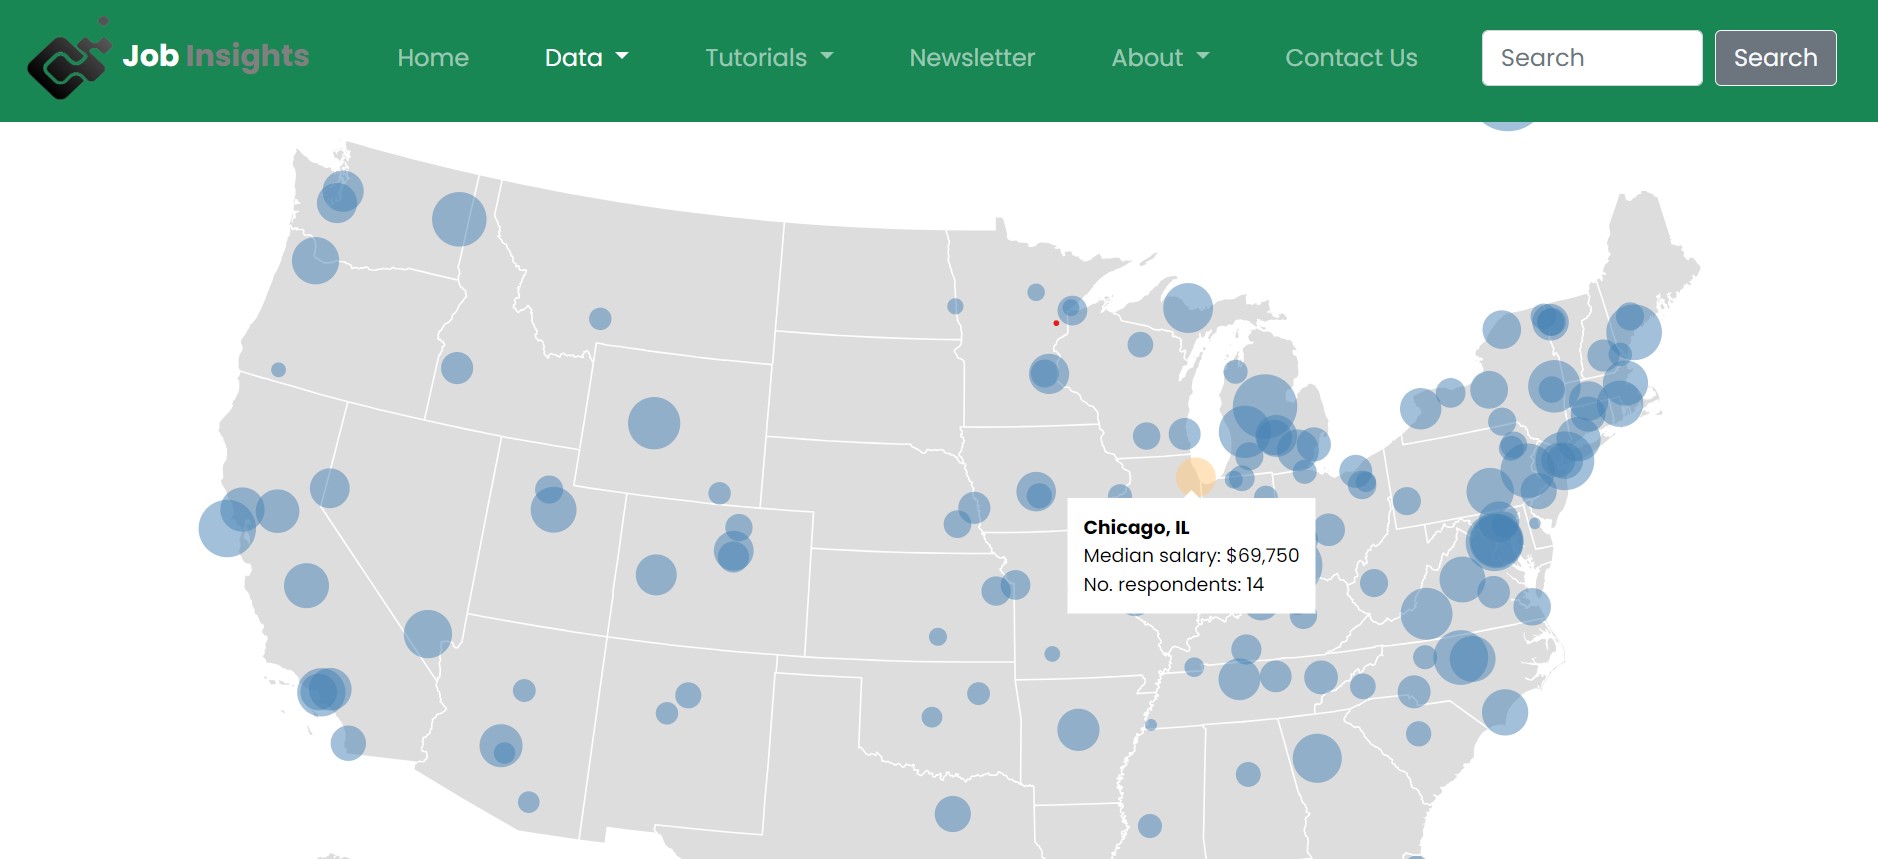 Job Insights
Home
Data
Tutorials
Newsletter
About
Contact Us
Search
Search
Chicago, IL
Median salary: $69,750
No. respondents: 14